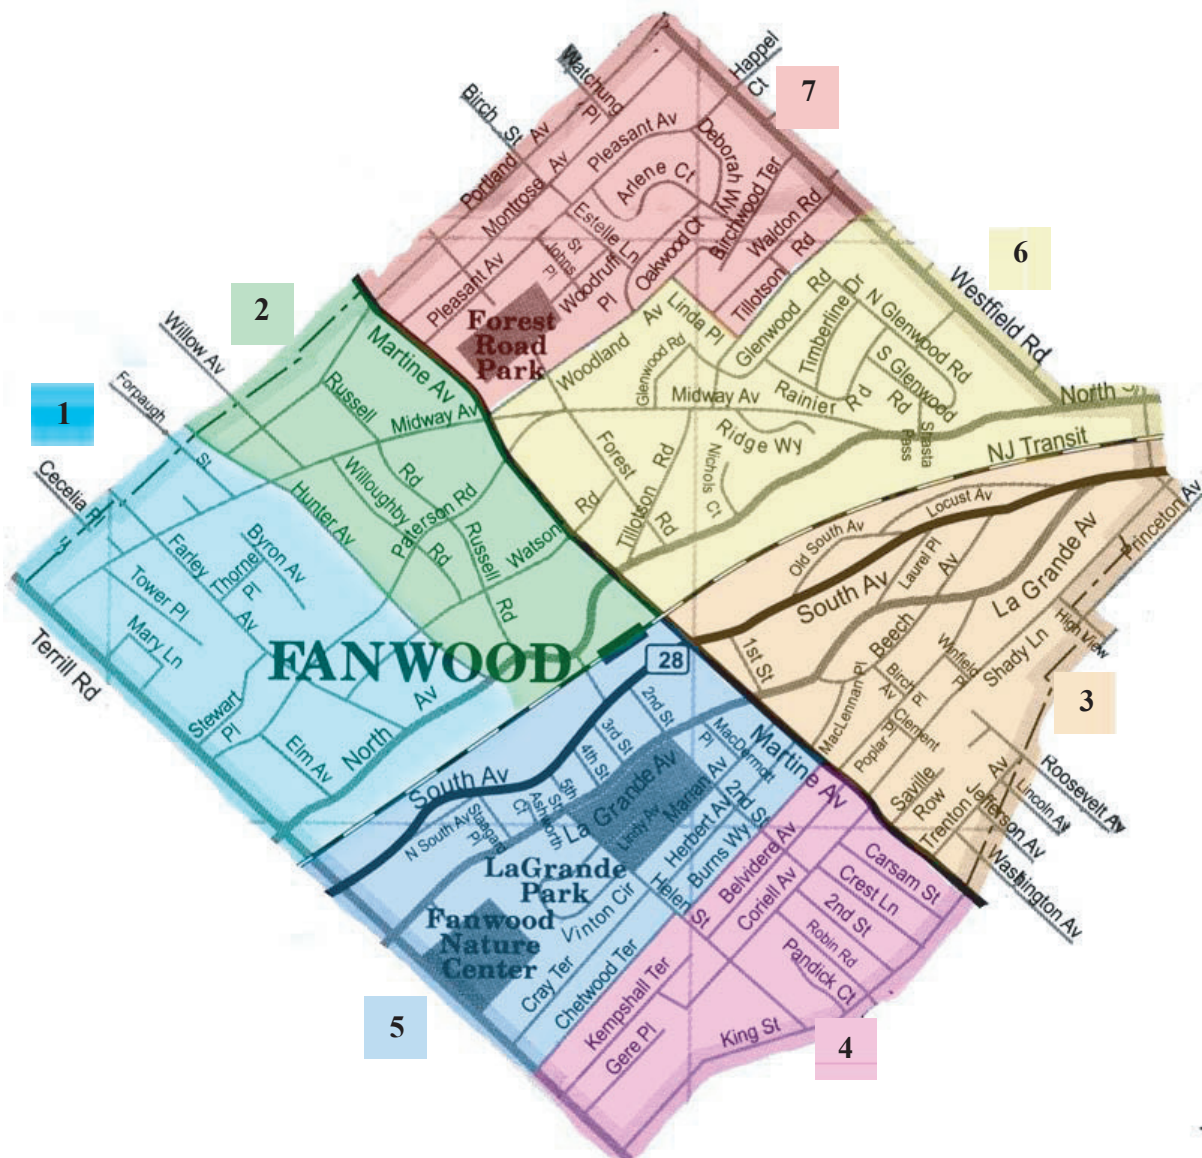 Happel
Ct
7
Watchung
Pl
Birch St
Portland Av
Montrose Av
Pleasant Av
Deborah Wy
Arlene Ct
Birchwood Ter
Estelle Ln
St
Johns
Pl
Woodruff
Pl
Oakwood Ct
Waldon Rd
Tillotson
Rd
Pleasant Av
Forest
Road
Park
6
Westfield Rd
2
Willow Av
Martine Av
Woodland Av
Linda Pl
Glenwood Rd
Timberline Dr
N Glenwood Rd
S Glenwood
Rd
Glenwood Rd
Midway Av
Rainier
Rd
Ridge Wy
Shasta
Pass
North
NJ Transit
1
Forpaugh
St
Russell
Rd
Midway Av
Forest
Rd
Nichols Ct
Tillotson Rd
Cecelia Pl
Willoughby
Rd
Hunter Av
Paterson Rd
Russell
Rd
Watson
Rd
Locust Av
Old South Av
Princeton Av
Farley
Av
Byron Av
Thorne
Pl
Tower Pl
Mary Ln
Terrill Rd
South Av
Laurel Pl
La Grande Av
Beech
Av
High View
Shady Ln
Winfield
Pl
1st St
FANWOOD
28
Stewart
Pl
Elm Av
North
Av
MacLennan Pl
Birch
Pl
Av
Clement
Pl
Poplar
3
Saville
Row
Trenton Av
Jefferson Av
Lincoln Av
Roosevelt Av
Washington Av
South Av
N South Av
2nd St
3rd St
4th St
5th
St
Ashworth
Ct
La Grande Av
MacDermott
Pl
Martine Av
Marian Av
Lindy Av
2nd St
Herbert Av
Burns Wy
Helen St
LaGrande
Park
Vinton Cir
Fanwood
Nature
Center
Cray Ter
Chetwood Ter
Belvidere Av
Coriell Av
Carsam St
Crest Ln
2nd St
Robin Rd
Pandick Ct
5
Kempshall Ter
Gere Pl
King St
4